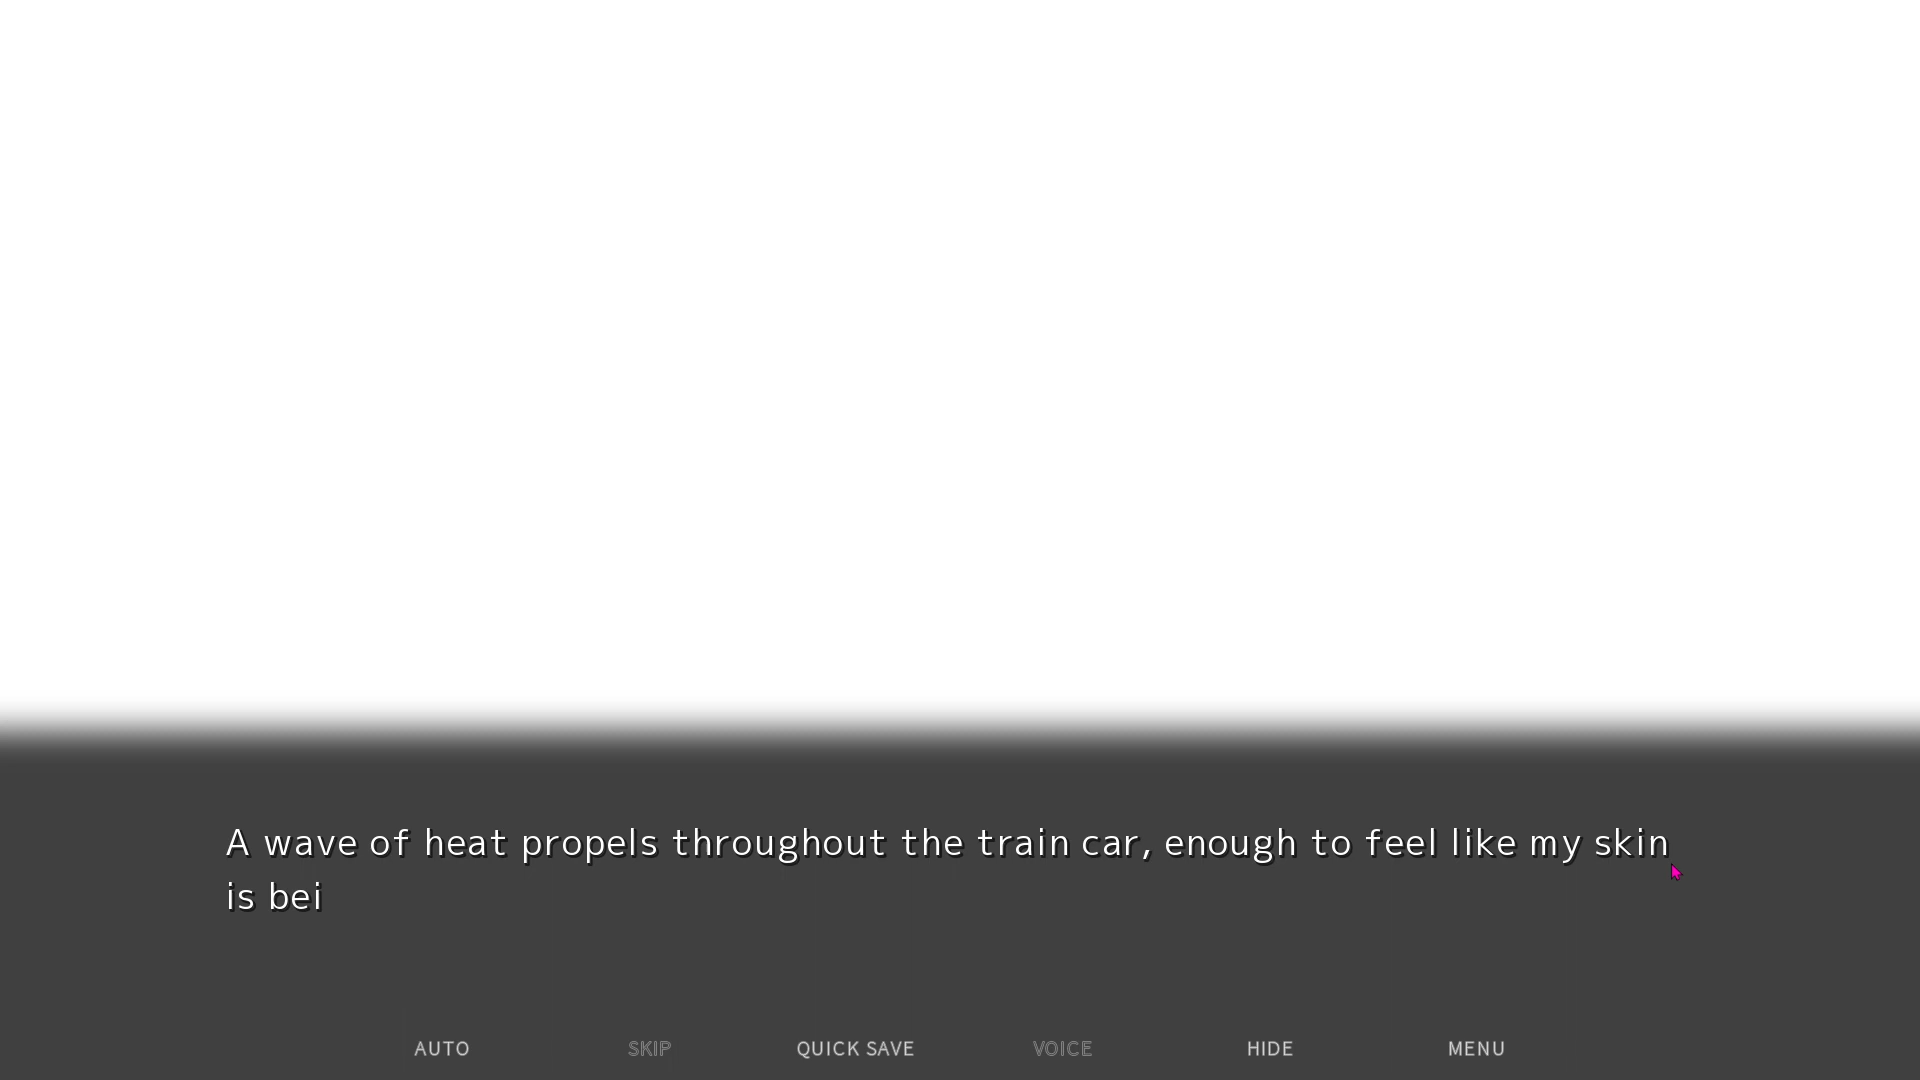 A wave of heat propels throughout the train car, enough to feel like my skin
is bei
AUTO SKIP QUICK SAVE VOICE HIDE MENU